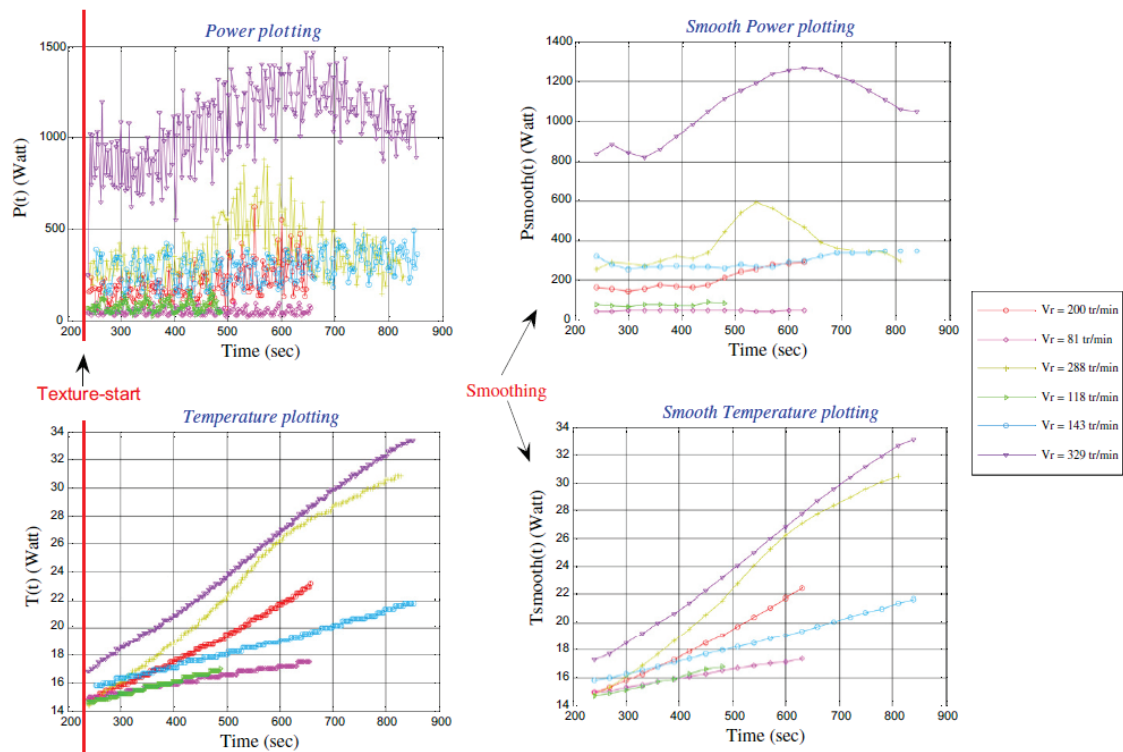 Power plotting
1500
1000
500
0
200 300 400 500 600 700 800 900
P(t) (Watt)
Time (sec)
Smooth Power plotting
1400
1200
1000
800
600
400
200
0
200 300 400 500 600 700 800 900
Psmooth(t) (Watt)
Time (sec)
Texture-start
Smoothing
Vr = 200 tr/min
Vr = 81 tr/min
Vr = 288 tr/min
Vr = 118 tr/min
Vr = 143 tr/min
Vr = 329 tr/min
Temperature plotting
34
32
30
28
26
24
22
20
18
16
14
200 300 400 500 600 700 800 900
T(t) (Watt)
Time (sec)
Smooth Temperature plotting
34
32
30
28
26
24
22
20
18
16
14
200 300 400 500 600 700 800 900
Tsmooth(t) (Watt)
Time (sec)